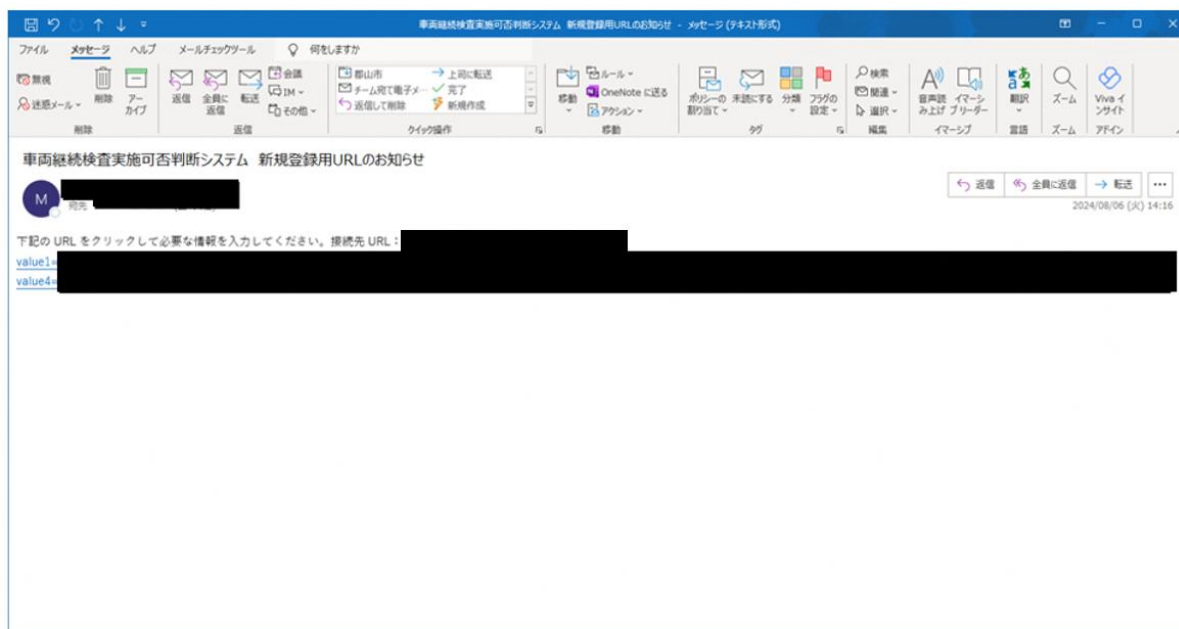 車両継続検査実施可否判断システム 新規登録用URLのお知らせ - メッセージ (テキスト形式)
ファイル メッセージ ヘルプ メールチェックツール 何をしますか
無視
迷惑メール
削除
アーカイブ
削除
返信
全員に返信
転送
会議
IM
その他
返信
郡山市
チーム宛て電子メ…
返信して削除
上司に転送
完了
新規作成
クイック操作
移動
ルール
OneNote に送る
アクション
移動
ポリシーの割り当て
未読にする
分類
フラグの設定
タグ
検索
関連
選択
編集
音声読み上げ
イマーシブ リーダー
イマーシブ
翻訳
言語
ズーム
ズーム
Viva インサイト
アドイン
車両継続検査実施可否判断システム 新規登録用URLのお知らせ
M
宛先
返信 全員に返信 転送
2024/08/06 (火) 14:16
下記の URL をクリックして必要な情報を入力してください。接続先 URL:
value1=
value4=